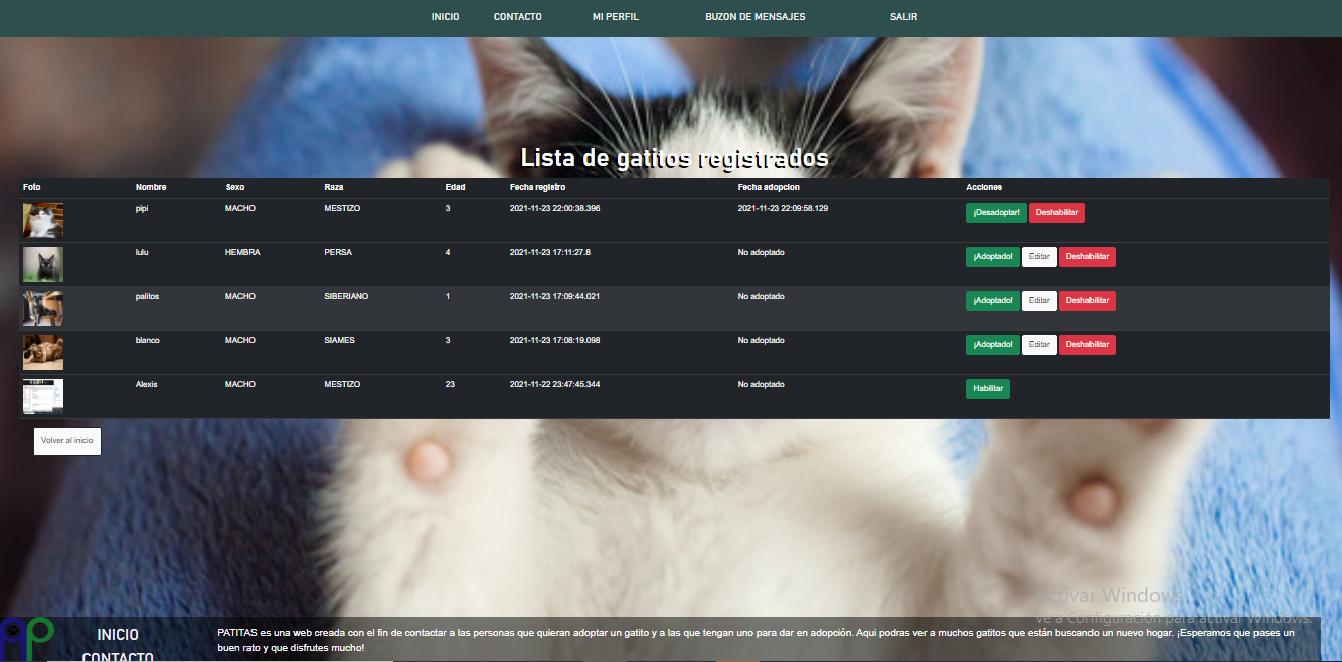 INICIO CONTACTO MI PERFIL BUZON DE MENSAJES SALIR
Lista de gatitos registrados
Foto Nombre Sexo Raza Edad Fecha registro Fecha adopcion Acciones
pipi MACHO MESTIZO 3 2021-11-23 22:00:38.396 2021-11-23 22:09:58.129 ¡Desadoptar! Deshabilitar
lulu HEMBRA PERSA 4 2021-11-23 17:11:27.8 No adoptado ¡Adoptado! Editar Deshabilitar
palitos MACHO SIBERIANO 1 2021-11-23 17:09:44.021 No adoptado ¡Adoptado! Editar Deshabilitar
blanco MACHO SIAMES 3 2021-11-23 17:08:19.098 No adoptado ¡Adoptado! Editar Deshabilitar
Alexis MACHO MESTIZO 23 2021-11-22 23:47:45.344 No adoptado Habilitar
Volver al inicio
Activar Windows
Ve a Configuración para activar Windows.
AP
INICIO
CONTACTO
PATITAS es una web creada con el fin de contactar a las personas que quieran adoptar un gatito y a las que tengan uno para dar en adopción. Aqui podras ver a muchos gatitos que están buscando un nuevo hogar. ¡Esperamos que pases un
buen rato y que disfrutes mucho!